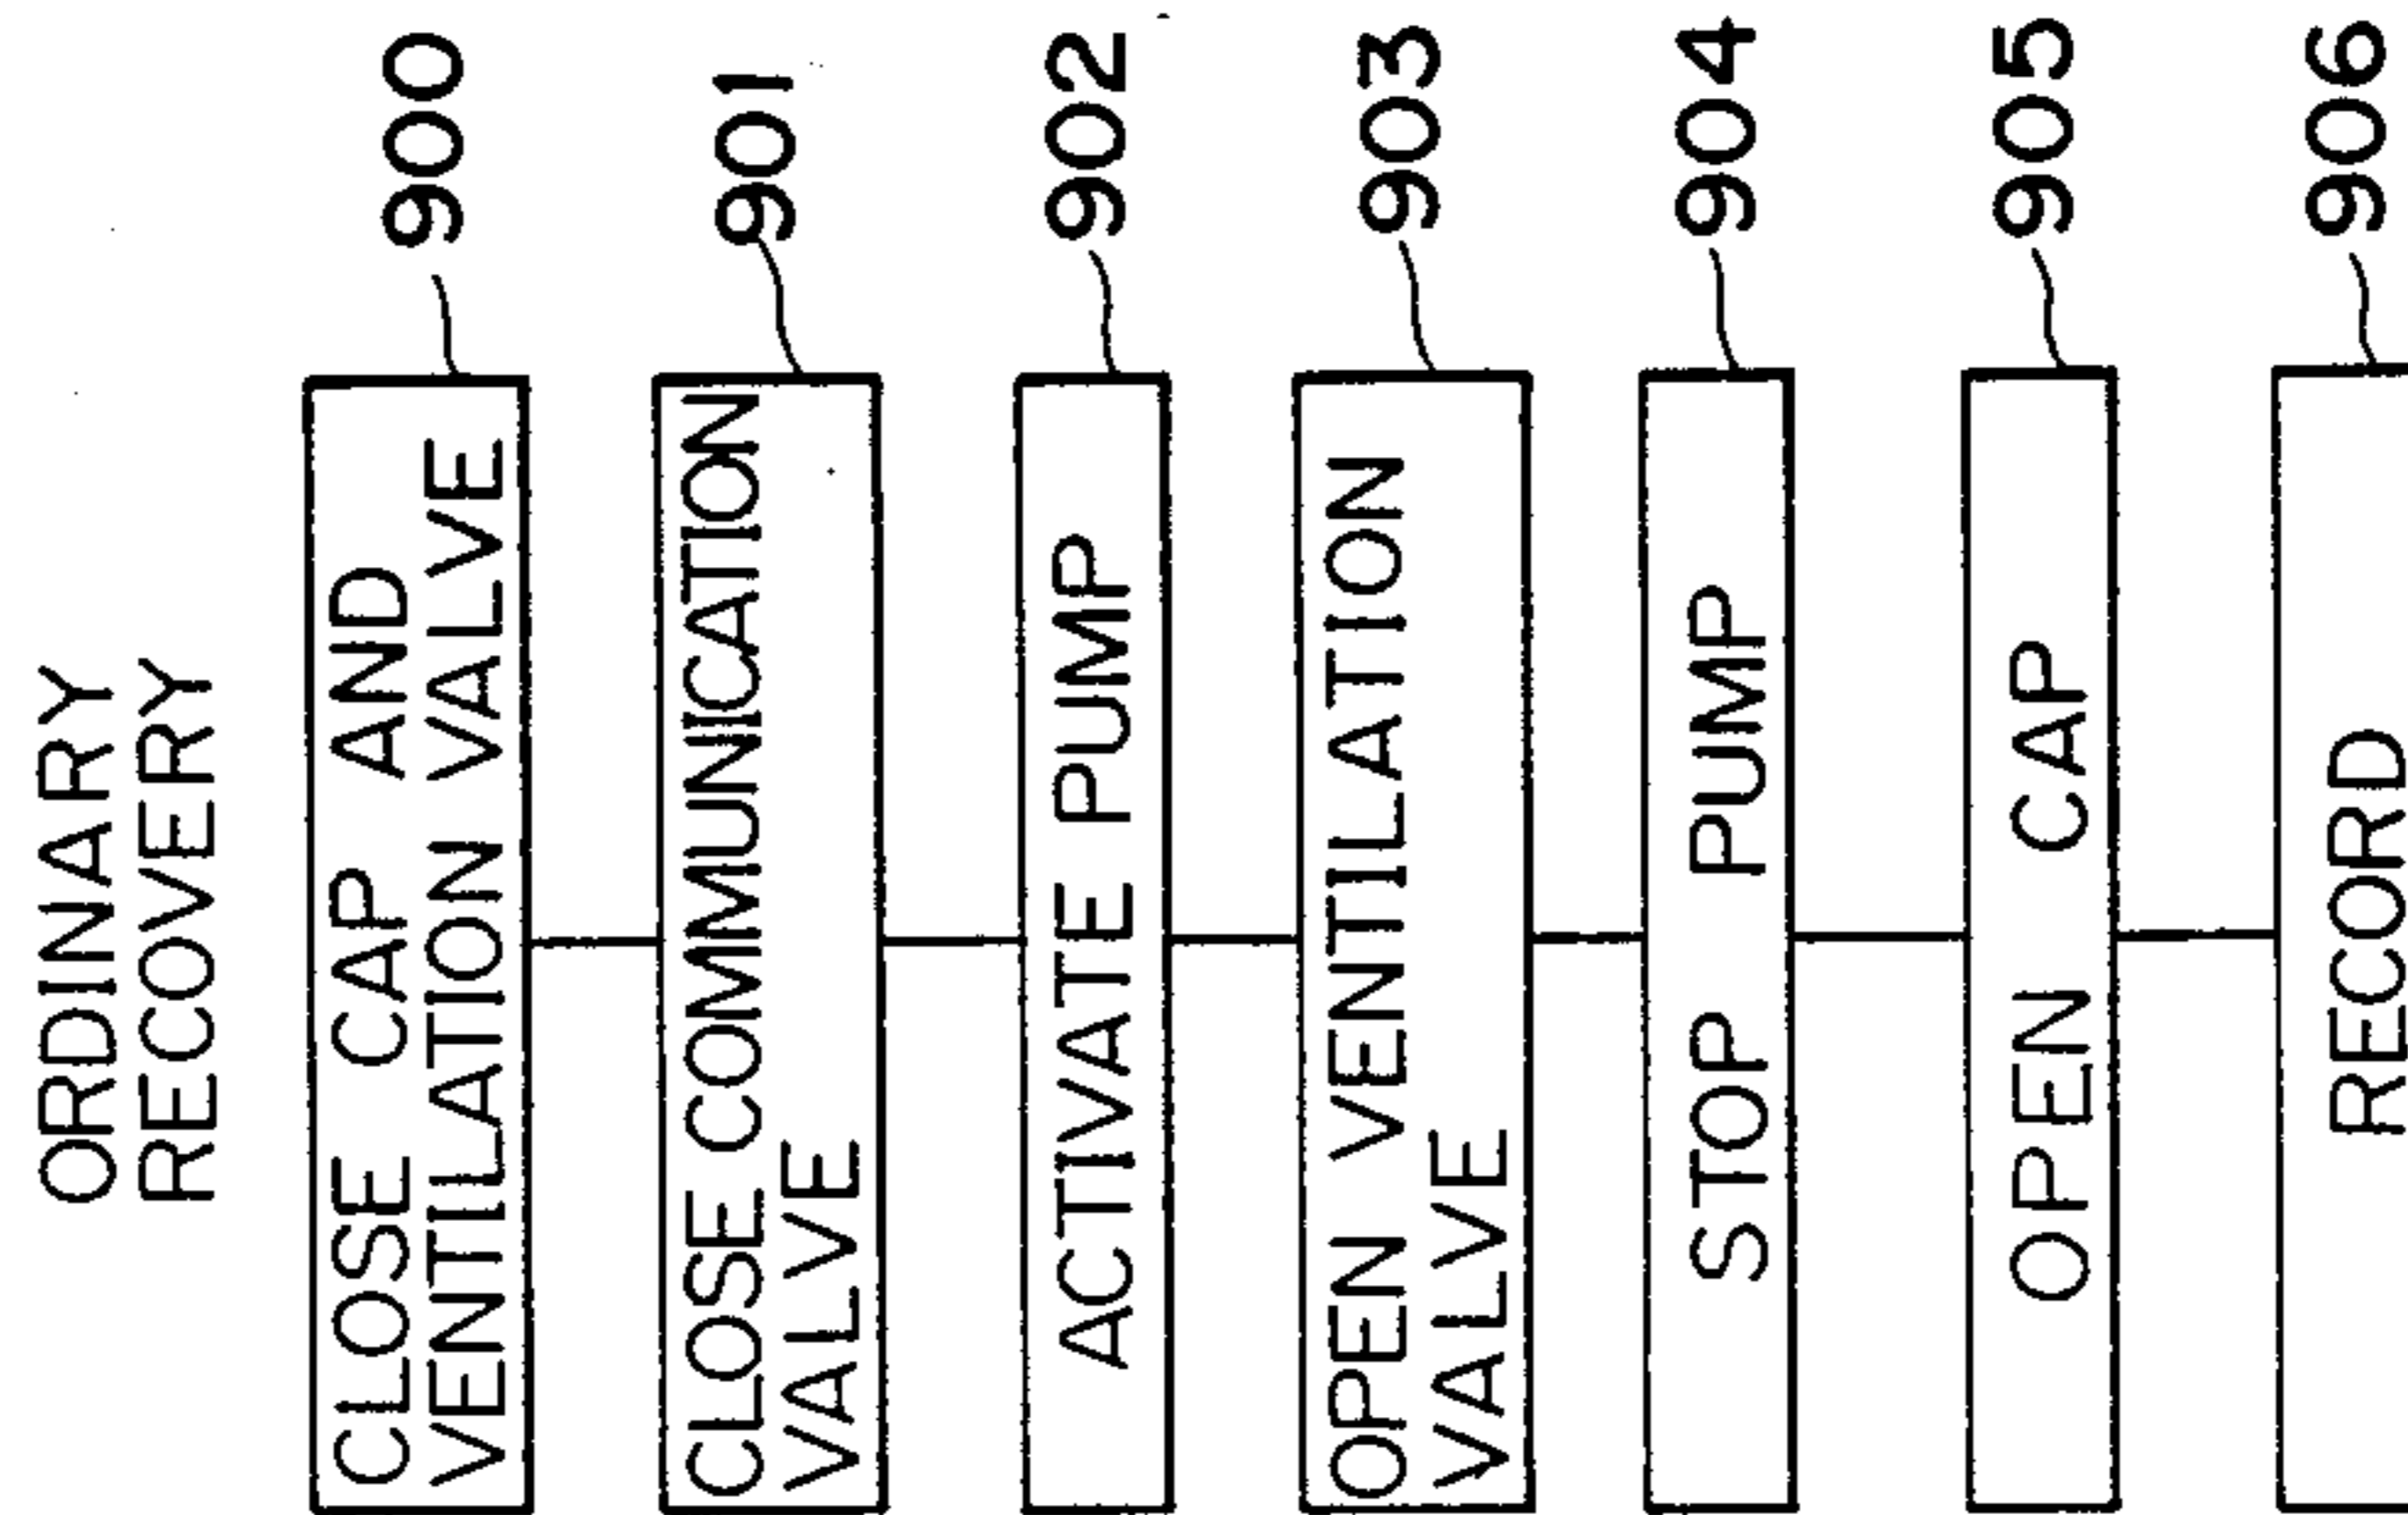 ORDINARY
RECOVERY
CLOSE CAP AND
VENTILATION VALVE
900
CLOSE COMMUNICATION
VALVE
901
ACTIVATE PUMP
902
OPEN VENTILATION
VALVE
903
STOP PUMP
904
OPEN CAP
905
RECORD
906